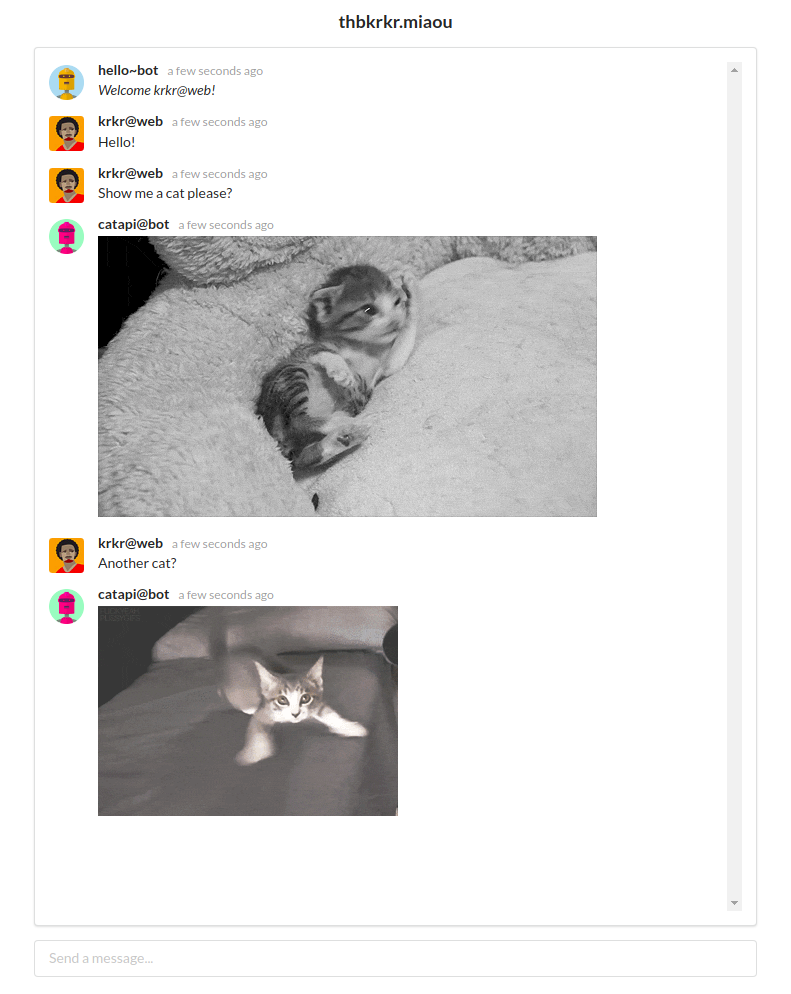 thbkrkr.miaou
hello~bot a few seconds ago
Welcome krkr@web!
krkr@web a few seconds ago
Hello!
krkr@web a few seconds ago
Show me a cat please?
catapi@bot a few seconds ago
krkr@web a few seconds ago
Another cat?
catapi@bot a few seconds ago
Send a message...